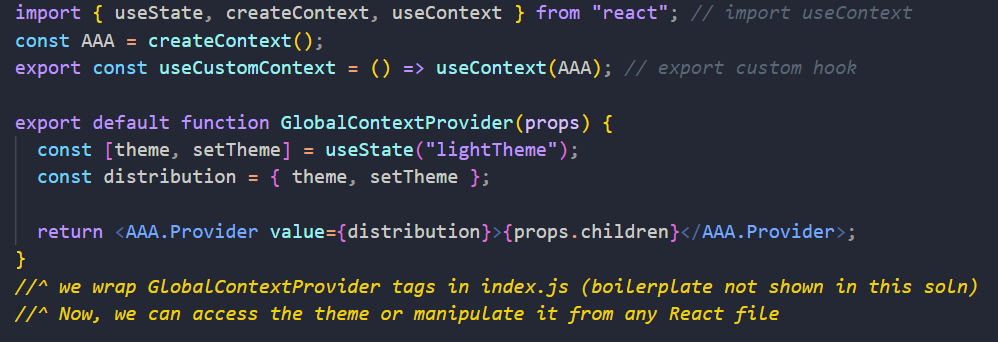 import { useState, createContext, useContext } from "react"; // import useContext
const AAA = createContext();
export const useCustomContext = () => useContext(AAA); // export custom hook
export default function GlobalContextProvider(props) {
const [theme, setTheme] = useState("lightTheme");
const distribution = { theme, setTheme };
return <AAA.Provider value={distribution}>{props.children}</AAA.Provider>;
}
//^ we wrap GlobalContextProvider tags in index.js (boilerplate not shown in this soln)
//^ Now, we can access the theme or manipulate it from any React file